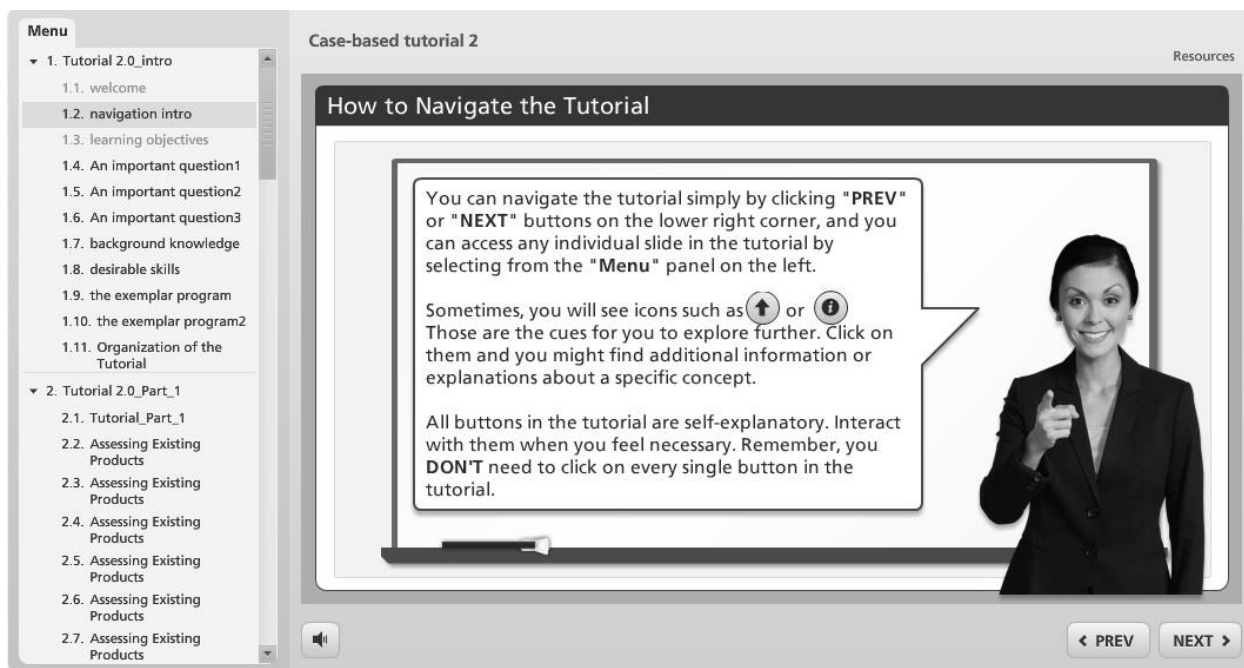 Menu
1. Tutorial 2.0_intro
1.1. welcome
1.2. navigation intro
1.3. learning objectives
1.4. An important question1
1.5. An important question2
1.6. An important question3
1.7. background knowledge
1.8. desirable skills
1.9. the exemplar program
1.10. the exemplar program2
1.11. Organization of the
Tutorial
2. Tutorial 2.0_Part_1
2.1. Tutorial_Part_1
2.2. Assessing Existing
Products
2.3. Assessing Existing
Products
2.4. Assessing Existing
Products
2.5. Assessing Existing
Products
2.6. Assessing Existing
Products
2.7. Assessing Existing
Products
Case-based tutorial 2
Resources
How to Navigate the Tutorial
You can navigate the tutorial simply by clicking "PREV"
or "NEXT" buttons on the lower right corner, and you
can access any individual slide in the tutorial by
selecting from the "Menu" panel on the left.
Sometimes, you will see icons such as or
Those are the cues for you to explore further. Click on
them and you might find additional information or
explanations about a specific concept.
All buttons in the tutorial are self-explanatory. Interact
with them when you feel necessary. Remember, you
DON'T need to click on every single button in the
tutorial.
PREV
NEXT